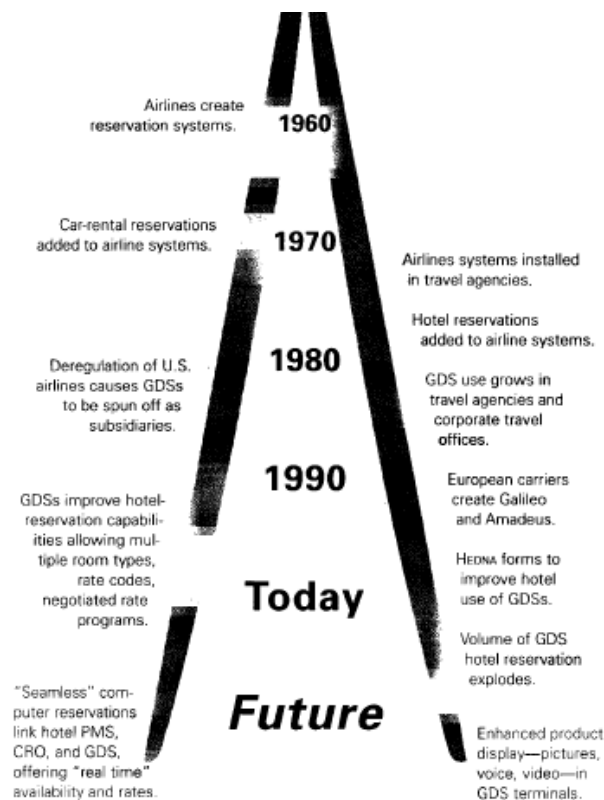 Airlines create
reservation systems.
1960
Car-rental reservations
added to airline systems.
1970
Airlines systems installed
in travel agencies.
Hotel reservations
added to airline systems.
Deregulation of U.S.
airlines causes GDSs
to be spun off as
subsidiaries.
1980
GDS use grows in
travel agencies and
corporate travel
offices.
1990
European carriers
create Galileo
and Amadeus.
GDSs improve hotel-
reservation capabili-
ities allowing mul-
tiple room types,
rate codes,
negotiated rate
programs.
Today
HEDNA forms to
improve hotel
use of GDSs.
Volume of GDS
hotel reservation
explodes.
"Seamless" com-
puter reservations
link hotel PMS,
CRO, and GDS,
offering "real time"
availability and rates.
Future
Enhanced product
display—pictures,
voice, video—in
GDS terminals.